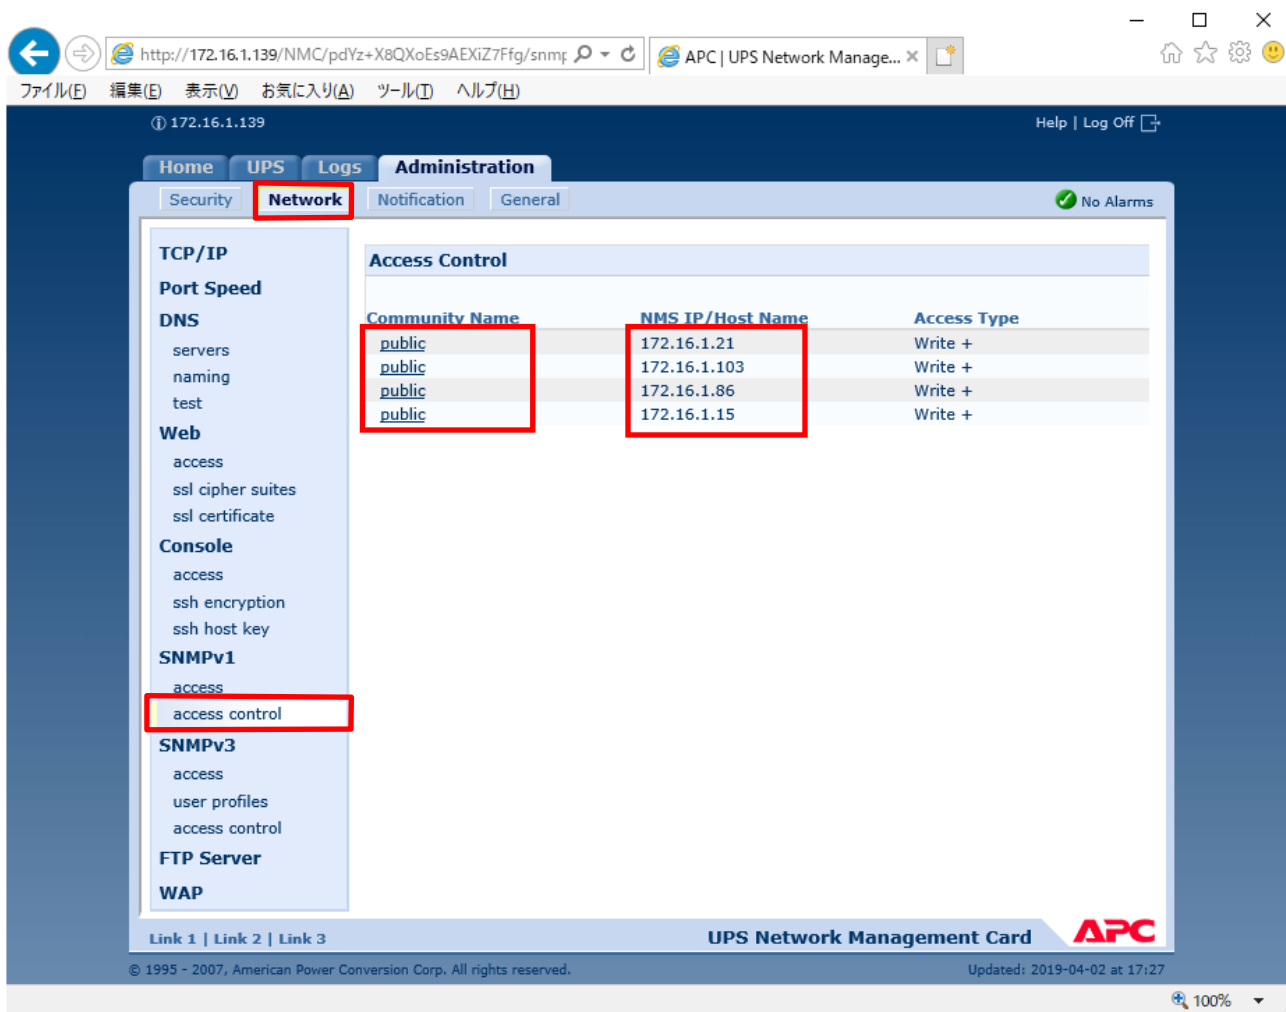 http://172.16.1.139/NMC/pdYz+X8QXoEs9AEXiZ7Ffg/snmp
APC | UPS Network Manage...
ファイル(F) 編集(E) 表示(V) お気に入り(A) ツール(T) ヘルプ(H)
172.16.1.139
Help | Log Off
Home UPS Logs Administration
Security Network Notification General
No Alarms
TCP/IP
Port Speed
DNS
servers
naming
test
Web
access
ssl cipher suites
ssl certificate
Console
access
ssh encryption
ssh host key
SNMPv1
access
access control
SNMPv3
access
user profiles
access control
FTP Server
WAP
Access Control
Community Name NMS IP/Host Name Access Type
public 172.16.1.21 Write +
public 172.16.1.103 Write +
public 172.16.1.86 Write +
public 172.16.1.15 Write +
Link 1 | Link 2 | Link 3
UPS Network Management Card
APC
© 1995 - 2007, American Power Conversion Corp. All rights reserved.
Updated: 2019-04-02 at 17:27
100%